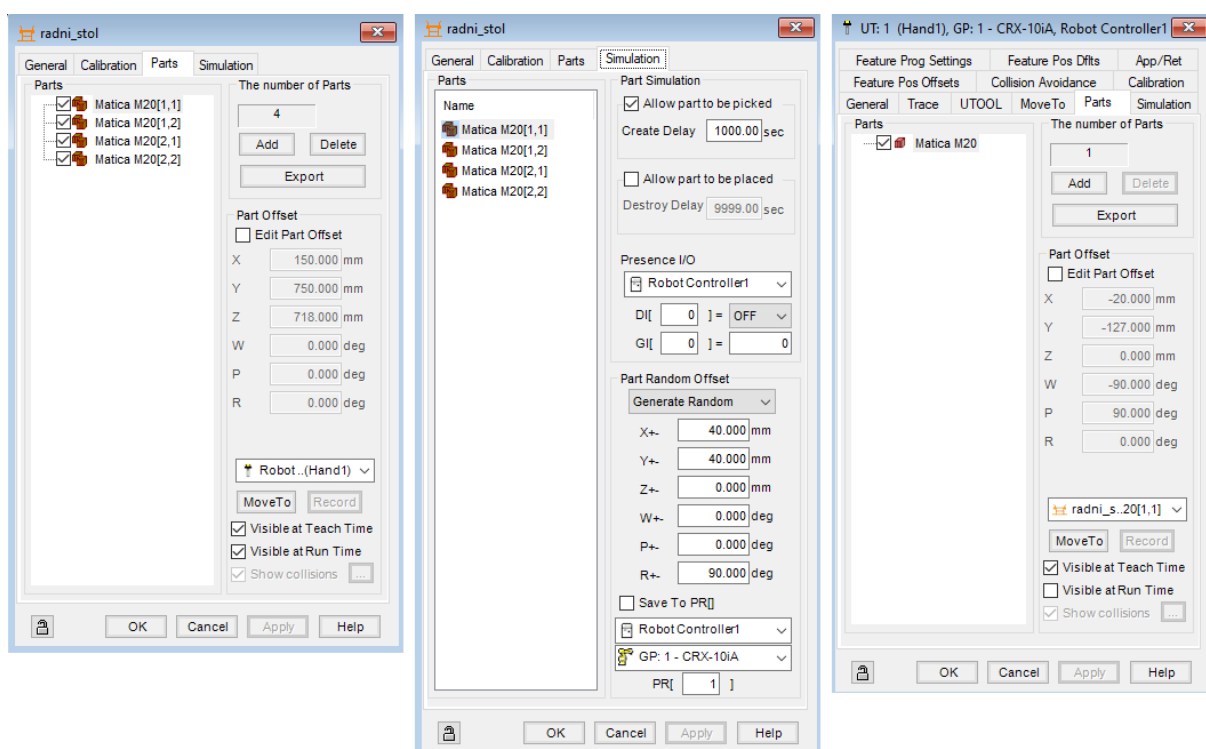 radni_stol
General Calibration Parts Simulation
Parts
Matica M20[1,1]
Matica M20[1,2]
Matica M20[2,1]
Matica M20[2,2]
The number of Parts
4
Add Delete
Export
Part Offset
Edit Part Offset
X 150.000 mm
Y 750.000 mm
Z 718.000 mm
W 0.000 deg
P 0.000 deg
R 0.000 deg
Robot..(Hand1)
MoveTo Record
Visible at Teach Time
Visible at Run Time
Show collisions ...
OK Cancel Apply Help
radni_stol
General Calibration Parts Simulation
Parts
Name
Matica M20[1,1]
Matica M20[1,2]
Matica M20[2,1]
Matica M20[2,2]
Part Simulation
Allow part to be picked
Create Delay 1000.00 sec
Allow part to be placed
Destroy Delay 9999.00 sec
Presence I/O
Robot Controller1
DI[ 0 ] = OFF
GI[ 0 ] = 0
Part Random Offset
Generate Random
X+- 40.000 mm
Y+- 40.000 mm
Z+- 0.000 mm
W+- 0.000 deg
P+- 0.000 deg
R+- 90.000 deg
Save To PR[]
Robot Controller1
GP: 1 - CRX-10iA
PR[ 1 ]
OK Cancel Apply Help
UT: 1 (Hand1), GP: 1 - CRX-10iA, Robot Controller1
Feature Prog Settings Feature Pos Dflts App/Ret
Feature Pos Offsets Collision Avoidance Calibration
General Trace UTOOL MoveTo Parts Simulation
Parts
Matica M20
The number of Parts
1
Add Delete
Export
Part Offset
Edit Part Offset
X -20.000 mm
Y -127.000 mm
Z 0.000 mm
W -90.000 deg
P 90.000 deg
R 0.000 deg
radni_s..20[1,1]
MoveTo Record
Visible at Teach Time
Visible at Run Time
Show collisions ...
OK Cancel Apply Help